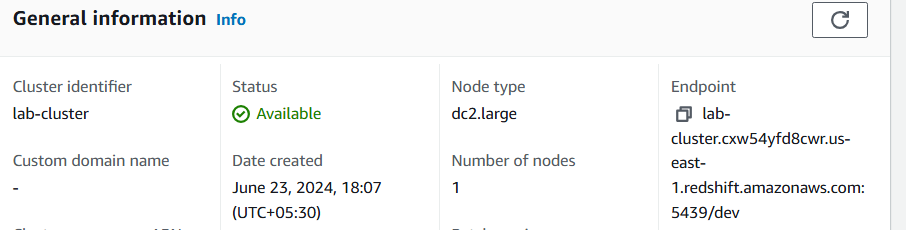 General information Info
Cluster identifier
lab-cluster
Status
Available
Node type
dc2.large
Endpoint
lab-
cluster.cxw54yfd8cwr.us-
east-
1.redshift.amazonaws.com:
5439/dev
Custom domain name
-
Date created
June 23, 2024, 18:07
(UTC+05:30)
Number of nodes
1